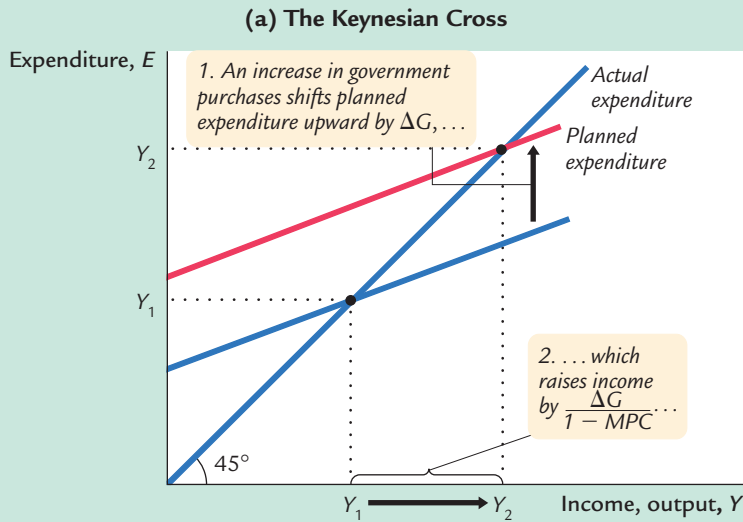 (a) The Keynesian Cross
Expenditure, E
1. An increase in government
purchases shifts planned
expenditure upward by ΔG, . . .
Actual
expenditure
Planned
expenditure
Y₂
Y₁
2. . . . which
raises income
by ΔG / 1 − MPC . . .
45°
Y₁
Y₂
Income, output, Y